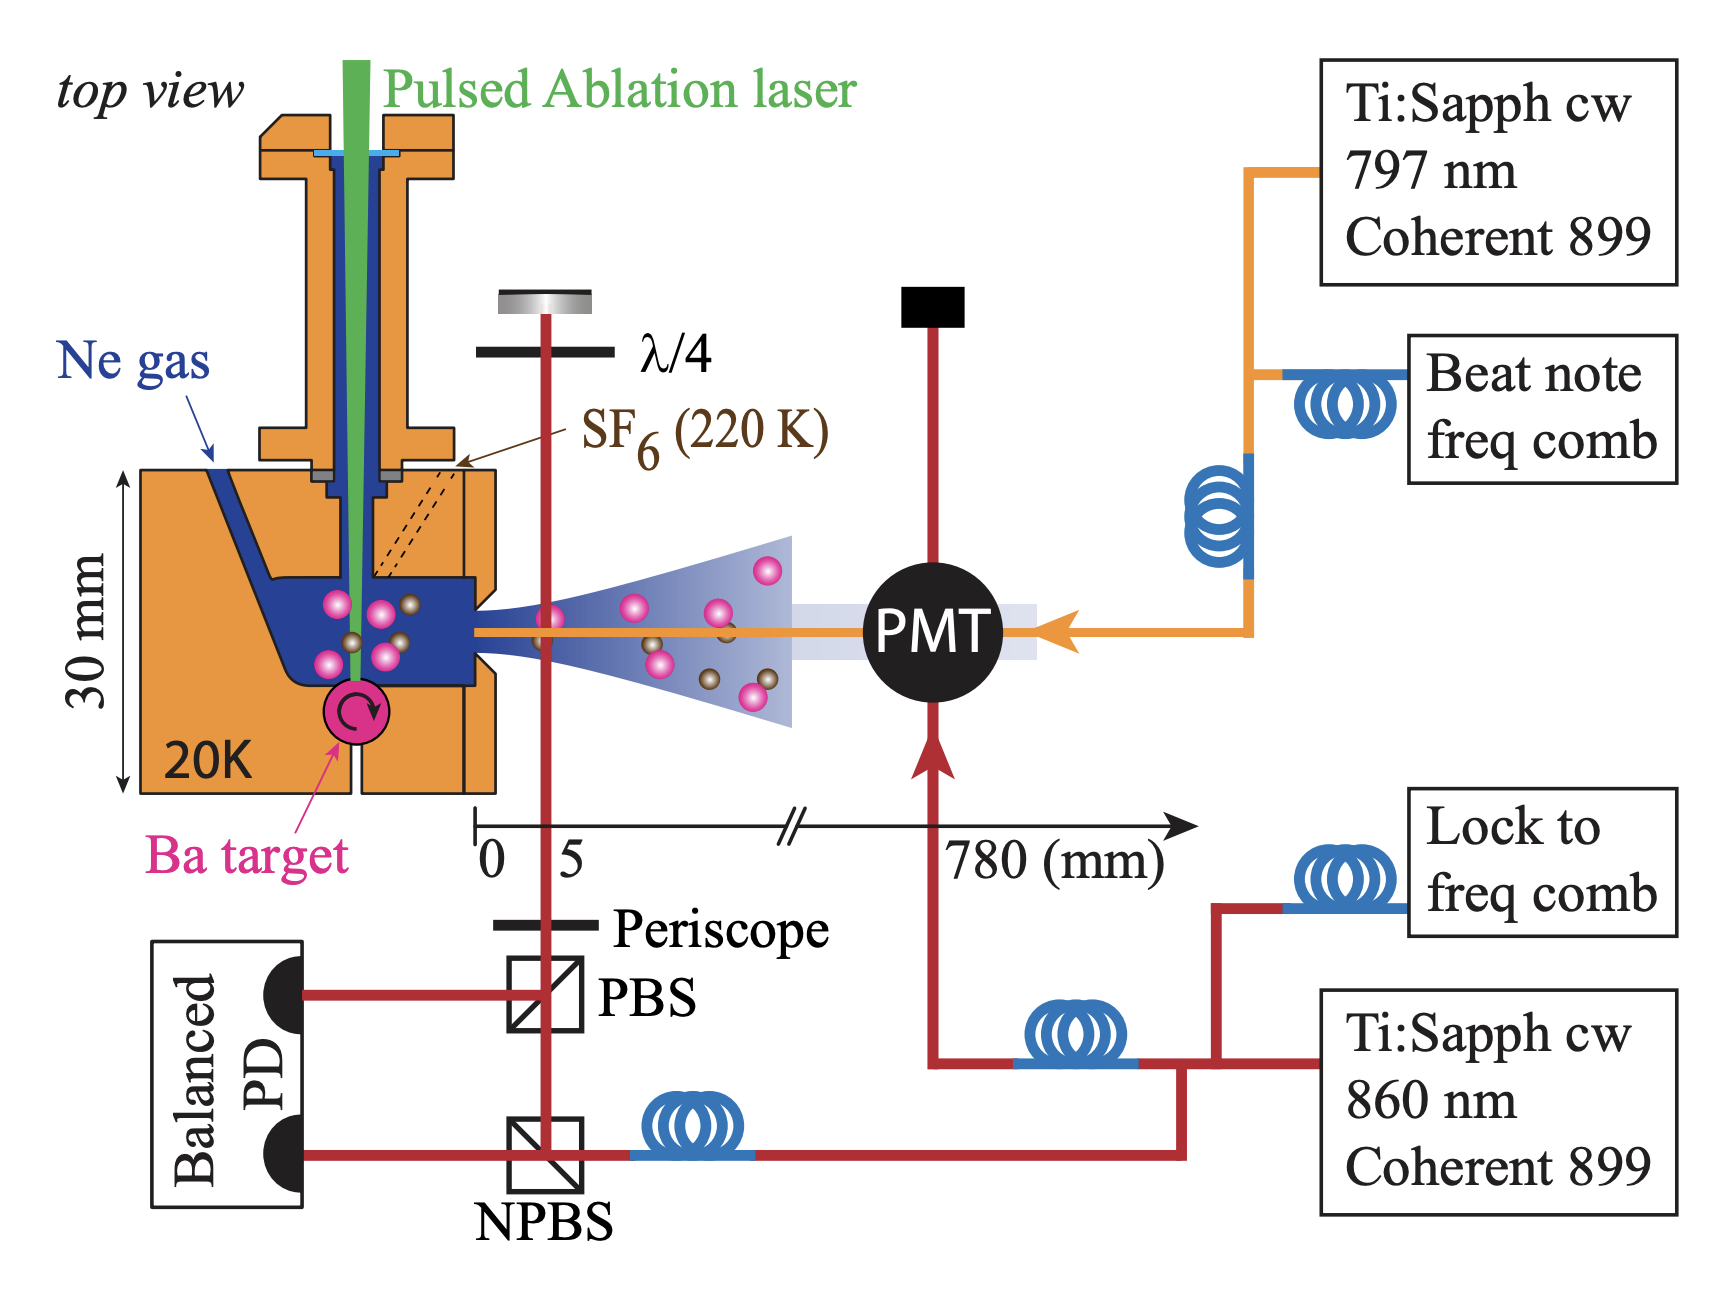 top view
Pulsed Ablation laser
Ti:Sapph cw
797 nm
Coherent 899
Ne gas
λ/4
SF6 (220 K)
Beat note
freq comb
30 mm
PMT
20K
Ba target
0
5
780 (mm)
Lock to
freq comb
Periscope
PBS
Balanced
PD
NPBS
Ti:Sapph cw
860 nm
Coherent 899